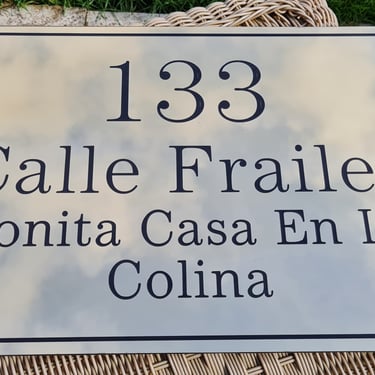 133
Calle Fraile
onita Casa En L
Colina